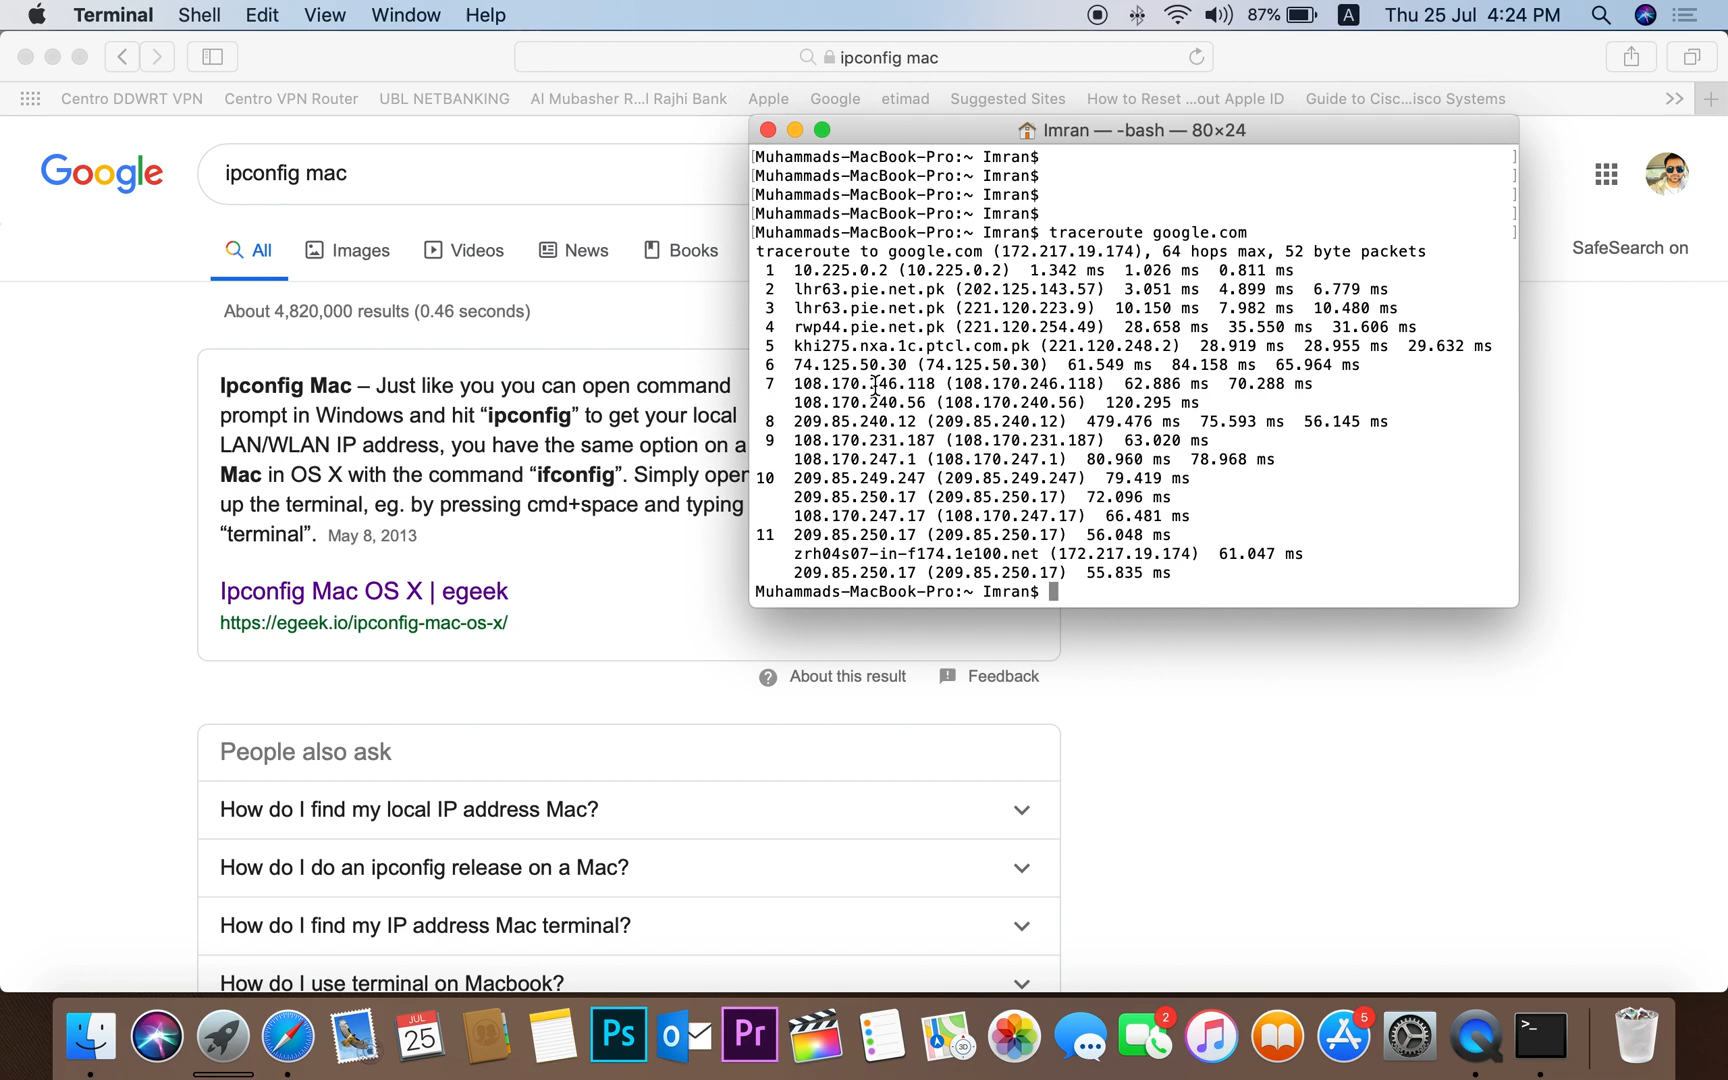 Terminal Shell Edit View Window Help 87% A Thu 25 Jul 4:24 PM
ipconfig mac
Centro DDWRT VPN Centro VPN Router UBL NETBANKING Al Mubasher R...l Rajhi Bank Apple Google etimad Suggested Sites How to Reset ...out Apple ID Guide to Cisc...isco Systems >>
Google
ipconfig mac
SafeSearch on
All Images Videos News Books
About 4,820,000 results (0.46 seconds)
Ipconfig Mac – Just like you you can open command
prompt in Windows and hit “ipconfig” to get your local
LAN/WLAN IP address, you have the same option on a
Mac in OS X with the command “ifconfig”. Simply open
up the terminal, eg. by pressing cmd+space and typing
“terminal”. May 8, 2013
Ipconfig Mac OS X | egeek
https://egeek.io/ipconfig-mac-os-x/
About this result Feedback
People also ask
How do I find my local IP address Mac?
How do I do an ipconfig release on a Mac?
How do I find my IP address Mac terminal?
How do I use terminal on Macbook?
Imran — -bash — 80×24
[Muhammads-MacBook-Pro:~ Imran$ ]
[Muhammads-MacBook-Pro:~ Imran$ ]
[Muhammads-MacBook-Pro:~ Imran$ ]
[Muhammads-MacBook-Pro:~ Imran$ ]
[Muhammads-MacBook-Pro:~ Imran$ traceroute google.com ]
traceroute to google.com (172.217.19.174), 64 hops max, 52 byte packets
1 10.225.0.2 (10.225.0.2) 1.342 ms 1.026 ms 0.811 ms
2 lhr63.pie.net.pk (202.125.143.57) 3.051 ms 4.899 ms 6.779 ms
3 lhr63.pie.net.pk (221.120.223.9) 10.150 ms 7.982 ms 10.480 ms
4 rwp44.pie.net.pk (221.120.254.49) 28.658 ms 35.550 ms 31.606 ms
5 khi275.nxa.1c.ptcl.com.pk (221.120.248.2) 28.919 ms 28.955 ms 29.632 ms
6 74.125.50.30 (74.125.50.30) 61.549 ms 84.158 ms 65.964 ms
7 108.170.246.118 (108.170.246.118) 62.886 ms 70.288 ms
108.170.240.56 (108.170.240.56) 120.295 ms
8 209.85.240.12 (209.85.240.12) 479.476 ms 75.593 ms 56.145 ms
9 108.170.231.187 (108.170.231.187) 63.020 ms
108.170.247.1 (108.170.247.1) 80.960 ms 78.968 ms
10 209.85.249.247 (209.85.249.247) 79.419 ms
209.85.250.17 (209.85.250.17) 72.096 ms
108.170.247.17 (108.170.247.17) 66.481 ms
11 209.85.250.17 (209.85.250.17) 56.048 ms
zrh04s07-in-f174.1e100.net (172.217.19.174) 61.047 ms
209.85.250.17 (209.85.250.17) 55.835 ms
Muhammads-MacBook-Pro:~ Imran$
JUL
25
Ps
Pr
3D
2
5
>_